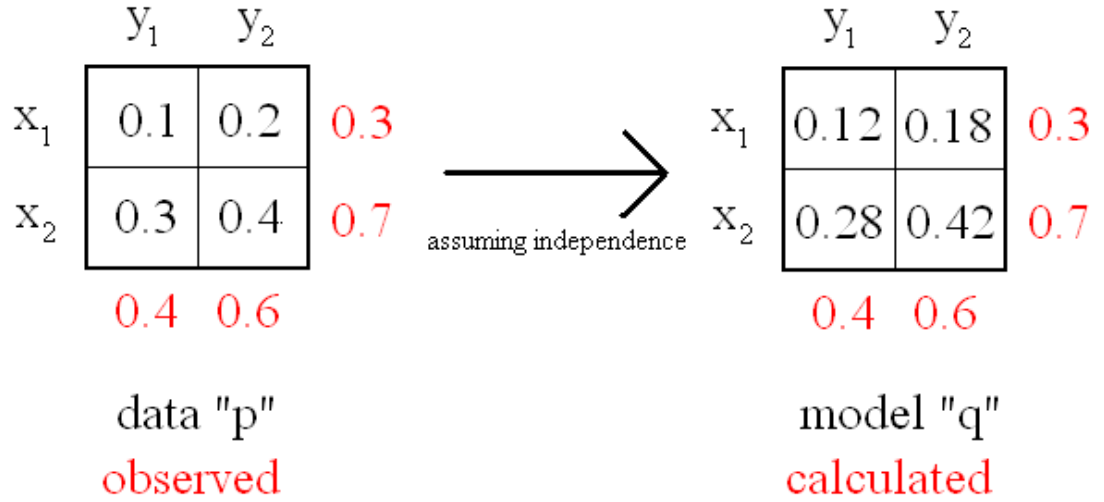 y₁ y₂ y₁ y₂
x₁ 0.1 0.2 0.3 x₁ 0.12 0.18 0.3
x₂ 0.3 0.4 0.7 assuming independence x₂ 0.28 0.42 0.7
0.4 0.6 0.4 0.6
data "p" model "q"
observed calculated